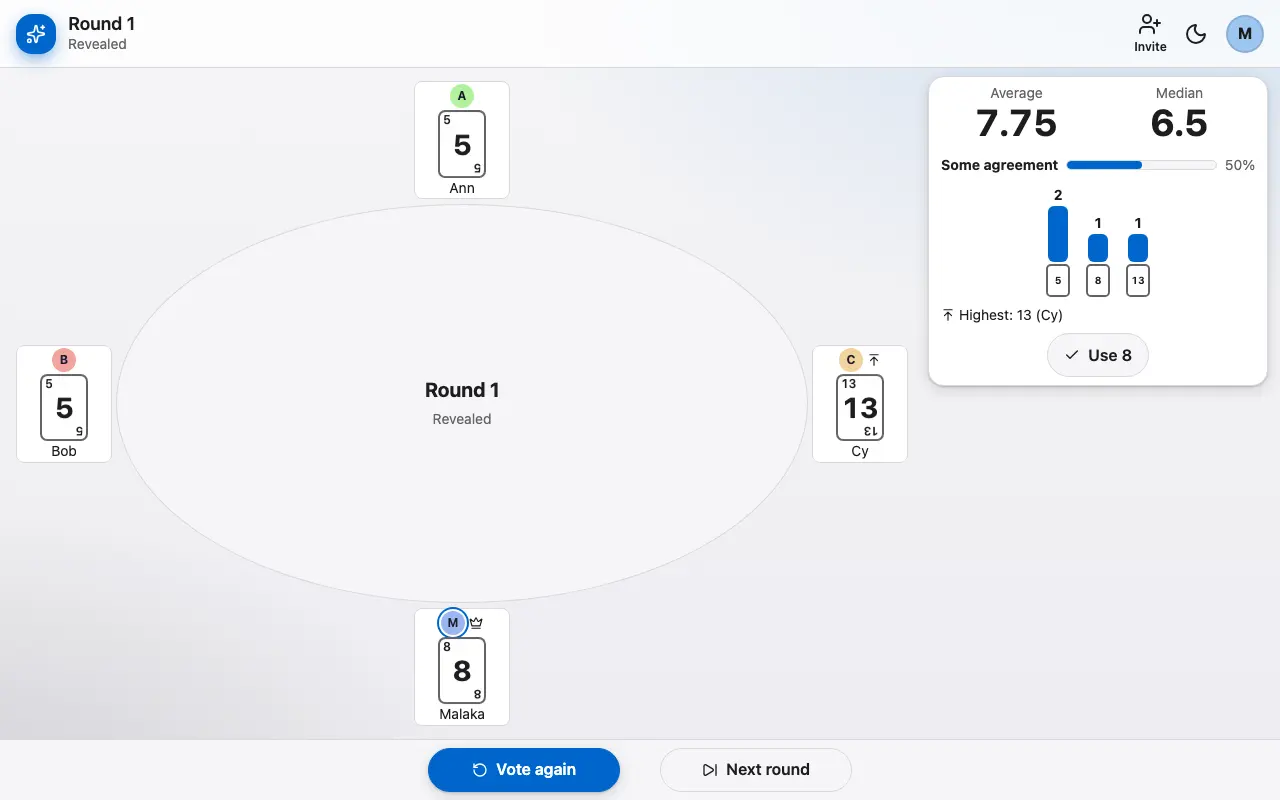 Round 1
Revealed
Invite
M
A
5
5
5
Ann
B
5
5
5
Bob
Round 1
Revealed
C
13
13
13
Cy
M
8
8
8
Malaka
Average
7.75
Median
6.5
Some agreement
50%
2
1
1
5
8
13
Highest: 13 (Cy)
Use 8
Vote again
Next round